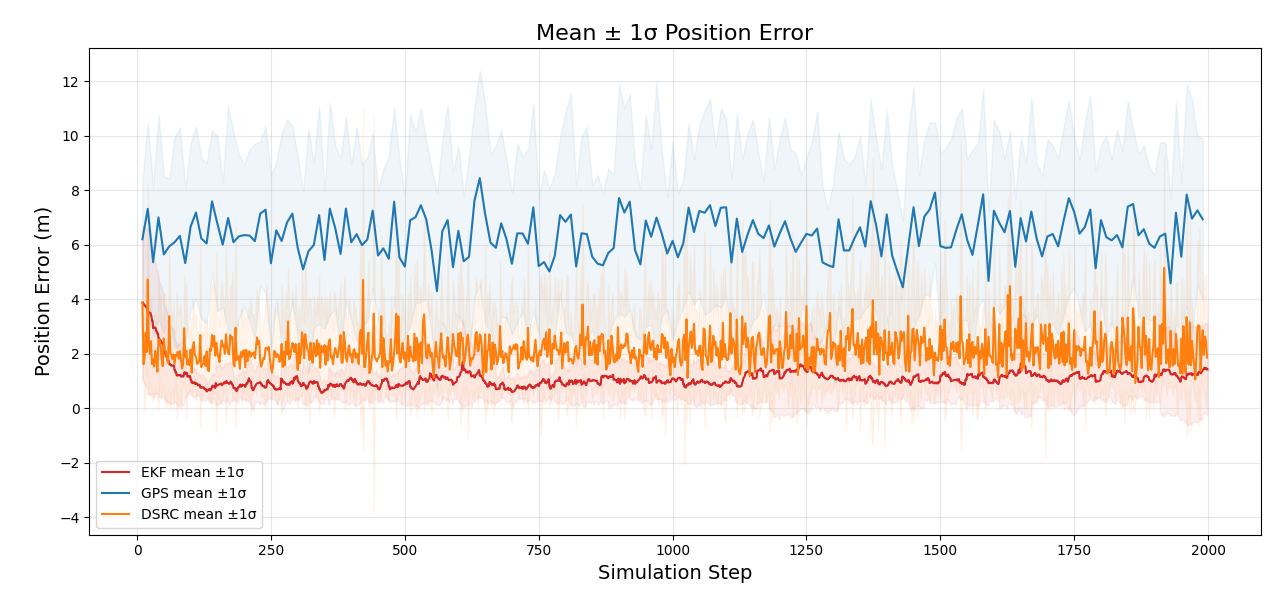 Mean ± 1σ Position Error
Position Error (m)
12
10
8
6
4
2
0
−2
−4
EKF mean ±1σ
GPS mean ±1σ
DSRC mean ±1σ
0 250 500 750 1000 1250 1500 1750 2000
Simulation Step